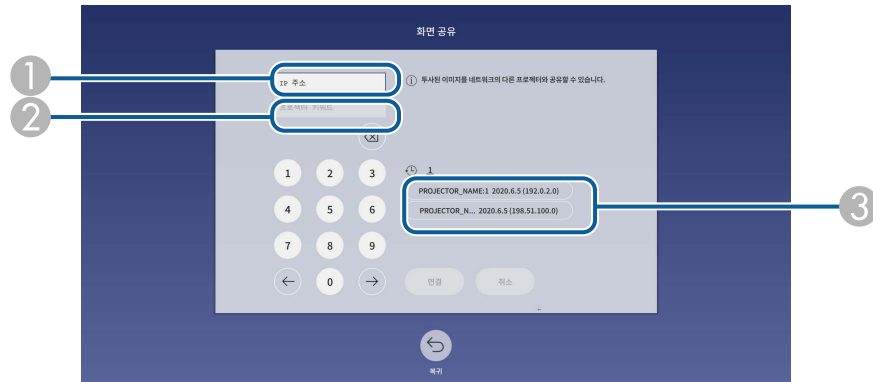 화면 공유
1
IP 주소
투사된 이미지를 네트워크의 다른 프로젝터와 공유할 수 있습니다.
2
프로젝터 키워드
1 2 3
1
PROJECTOR_NAME:1 2020.6.5 (192.0.2.0)
3
4 5 6
PROJECTOR_N... 2020.6.5 (198.51.100.0)
7 8 9
0
연결 취소
복귀